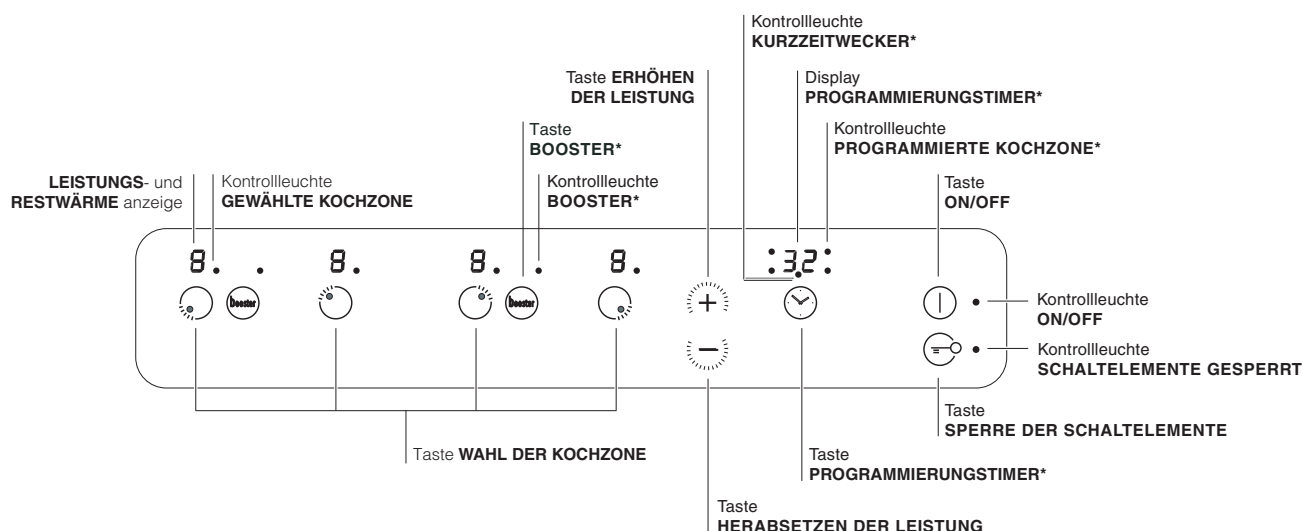 Kontrollleuchte
KURZZEITWECKER*
Taste ERHÖHEN
DER LEISTUNG
Display
PROGRAMMIERUNGSTIMER*
Taste
BOOSTER*
Kontrollleuchte
PROGRAMMIERTE KOCHZONE*
LEISTUNGS- und
RESTWÄRME anzeige
Kontrollleuchte
GEWÄHLTE KOCHZONE
Kontrollleuchte
BOOSTER*
Taste
ON/OFF
8. 8. 8. 8. 32
booster booster
Kontrollleuchte
ON/OFF
Kontrollleuchte
SCHALTELEMENTE GESPERRT
Taste
SPERRE DER SCHALTELEMENTE
Taste WAHL DER KOCHZONE
Taste
PROGRAMMIERUNGSTIMER*
Taste
HERABSETZEN DER LEISTUNG